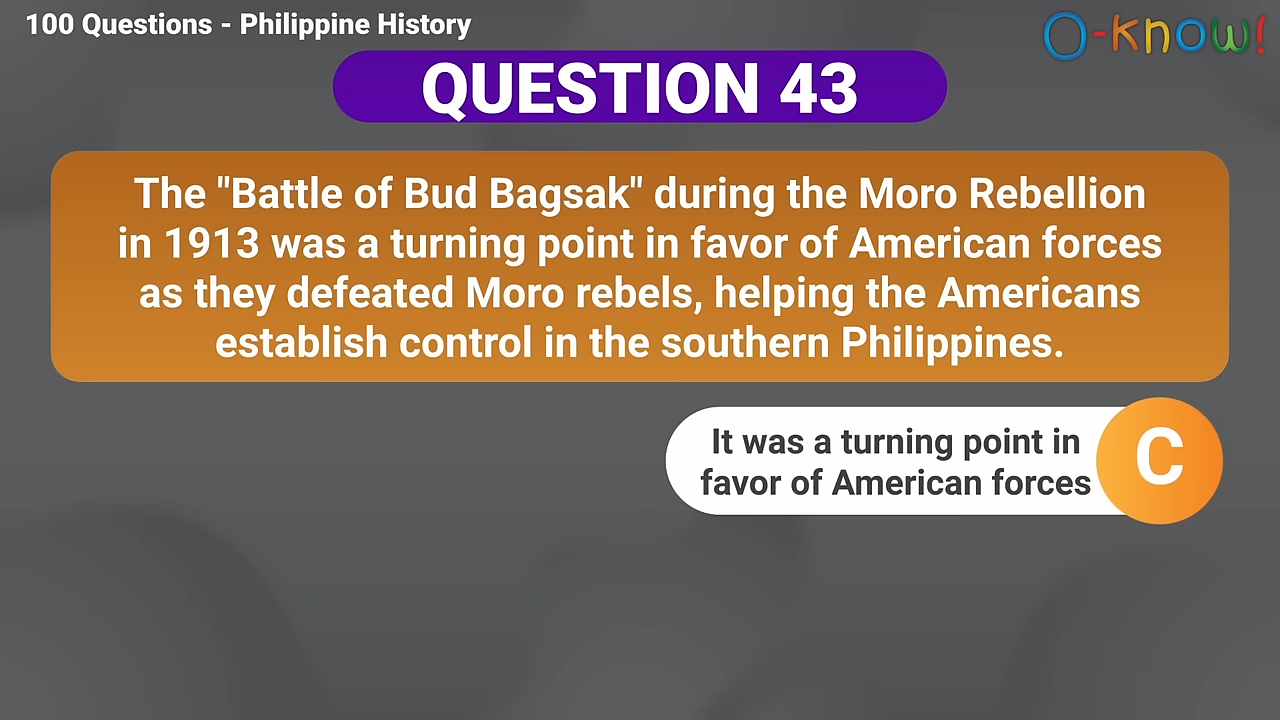 100 Questions - Philippine History
O-know!
QUESTION 43
The "Battle of Bud Bagsak" during the Moro Rebellion
in 1913 was a turning point in favor of American forces
as they defeated Moro rebels, helping the Americans
establish control in the southern Philippines.
It was a turning point in
favor of American forces
C